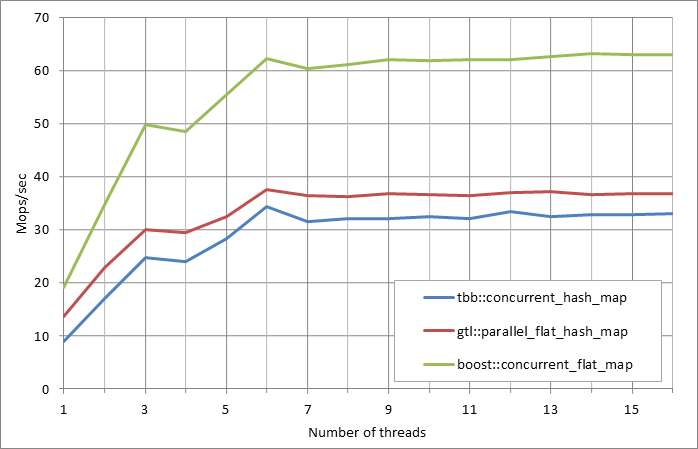 70
60
50
40
30
20
10
0
Mops/sec
1 3 5 7 9 11 13 15
Number of threads
tbb::concurrent_hash_map
gtl::parallel_flat_hash_map
boost::concurrent_flat_map